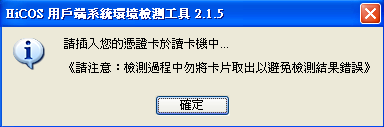 HiCOS 用戶端系統環境檢測工具 2.1.5
請插入您的憑證卡於讀卡機中...
《請注意：檢測過程中勿將卡片取出以避免檢測結果錯誤》
確定